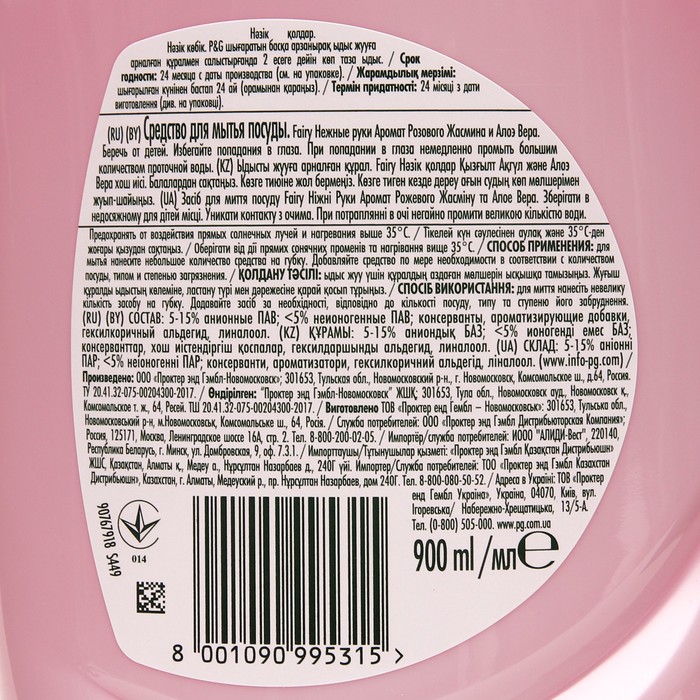 Нәзік қолдар.
Нәзік көбік. P&G шығаратын басқа арзанырақ ыдыс жууға
арналған құралмен салыстырғанда 2 есеге дейін көп таза ыдыс. / Срок
годности: 24 месяца с даты производства (см. на упаковке). / Жарамдылық мерзімі:
шығарылған күнінен бастап 24 ай (орамынан қараңыз). / Термін придатності: 24 місяці з дати
виготовлення (див. на упаковці).
(RU) (BY) Средство для мытья посуды. Fairy Нежные руки Аромат Розового Жасмина и Алоэ Вера.
Беречь от детей. Избегайте попадания в глаза. При попадании в глаза немедленно промыть большим
количеством проточной воды. (KZ) Ыдысты жууға арналған құрал. Fairy Нәзік қолдар Қызғылт Ақгүл және Алоэ
Вера хош иісі. Балалардан сақтаңыз. Көзге тиюіне жол бермеңіз. Көзге тиген кезде дереу ағын судың көп мөлшерімен
жуып-шайыңыз. (UA) Засіб для миття посуду Fairy Ніжні Руки Аромат Рожевого Жасміну та Алое Вера. Зберігати в
недосяжному для дітей місці. Уникати контакту з очима. При потраплянні в очі негайно промити великою кількістю води.
Предохранять от воздействия прямых солнечных лучей и нагревания выше 35°C. / Тікелей күн сәулесінен аулақ және 35°C-ден
жоғары қызудан сақтаңыз. / Оберігати від дії прямих сонячних променів та нагрівання вище 35°C. / СПОСОБ ПРИМЕНЕНИЯ: для
мытья нанесите небольшое количество средства на губку. Добавляйте средство по мере необходимости в соответствии с количеством
посуды, типом и степенью загрязнения. / ҚОЛДАНУ ТӘСІЛІ: ыдыс жуу үшін құралдың аздаған мөлшерін ысқышқа тамызыңыз. Жуғыш
құралды ыдыстың көлеміне, ластану түрі мен дәрежесіне қарай қосып тұрыңыз. / СПОСІБ ВИКОРИСТАННЯ: для миття нанесіть невелику
кількість засобу на губку. Додавайте засіб за необхідності, відповідно до кількості посуду, типу та ступеню його забруднення.
(RU) (BY) СОСТАВ: 5-15% анионные ПАВ; <5% неионогенные ПАВ; консерванты, ароматизирующие добавки,
гексилкоричный альдегид, линалоол. (KZ) ҚҰРАМЫ: 5-15% аниондық БАЗ; <5% ионогенді емес БАЗ;
консерванттар, хош иістендіргіш қоспалар, гексилдаршынды альдегид, линалоол. (UA) СКЛАД: 5-15% аніонні
ПАР; <5% неіоногенні ПАР; консерванти, ароматизатори, гексилкоричний альдегід, ліналоол. (www.info-pg.com) /
Произведено: ООО «Проктер энд Гэмбл-Новомосковск»; 301653, Тульская обл., Новомосковский р-н, г. Новомосковск, Комсомольское ш., д.64, Россия.
ТУ 20.41.32-075-00204300-2017. / Өндірілген: "Проктер энд Гэмбл-Новомосковск" ЖШҚ; 301653, Тула обл., Новомосковск ауд., Новомосковск қ.,
Комсомольское т. ж., 64, Ресей. ТШ 20.41.32-075-00204300-2017. / Виготовлено ТОВ «Проктер енд Гембл – Новомосковськ»: 301653, Тульська обл.,
Новомосковський р-н, м.Новомосковськ, Комсомольське ш., 64, Росія. / Служба потребителей: ООО «Проктер энд Гэмбл Дистрибьюторская Компания»;
Россия, 125171, Москва, Ленинградское шоссе 16А, стр. 2. Тел. 8-800-200-02-05. / Импортёр/служба потребителей: ИООО "АЛИДИ-Вест", 220140,
Республика Беларусь, г. Минск, ул. Домбровская, 9, оф. 7.3.1. / Импорттаушы/Тутынушылар қызметі: «Проктер энд Гэмбл Қазақстан Дистрибьюшн»
ЖШС, Қазақстан, Алматы қ., Медеу а., Нұрсұлтан Назарбаев д., 240Г үйі. Импортер/Служба потребителей: ТОО «Проктер энд Гэмбл Казахстан
Дистрибьюшн», Казахстан, г. Алматы, Медеуский р., пр. Нурсултан Назарбаев, дом 240Г. Тел. 8-800-080-50-52. / Адреса в Україні: ТОВ «Проктер
енд Гембл Україна», Україна, 04070, Київ, вул.
Ігоревська/ Набережно-Хрещатицька, 13/5-А.
Тел. (0-800) 505-000. www.pg.com.ua
900 ml/мл℮
90767918 S449
014
8 001090 995315 >